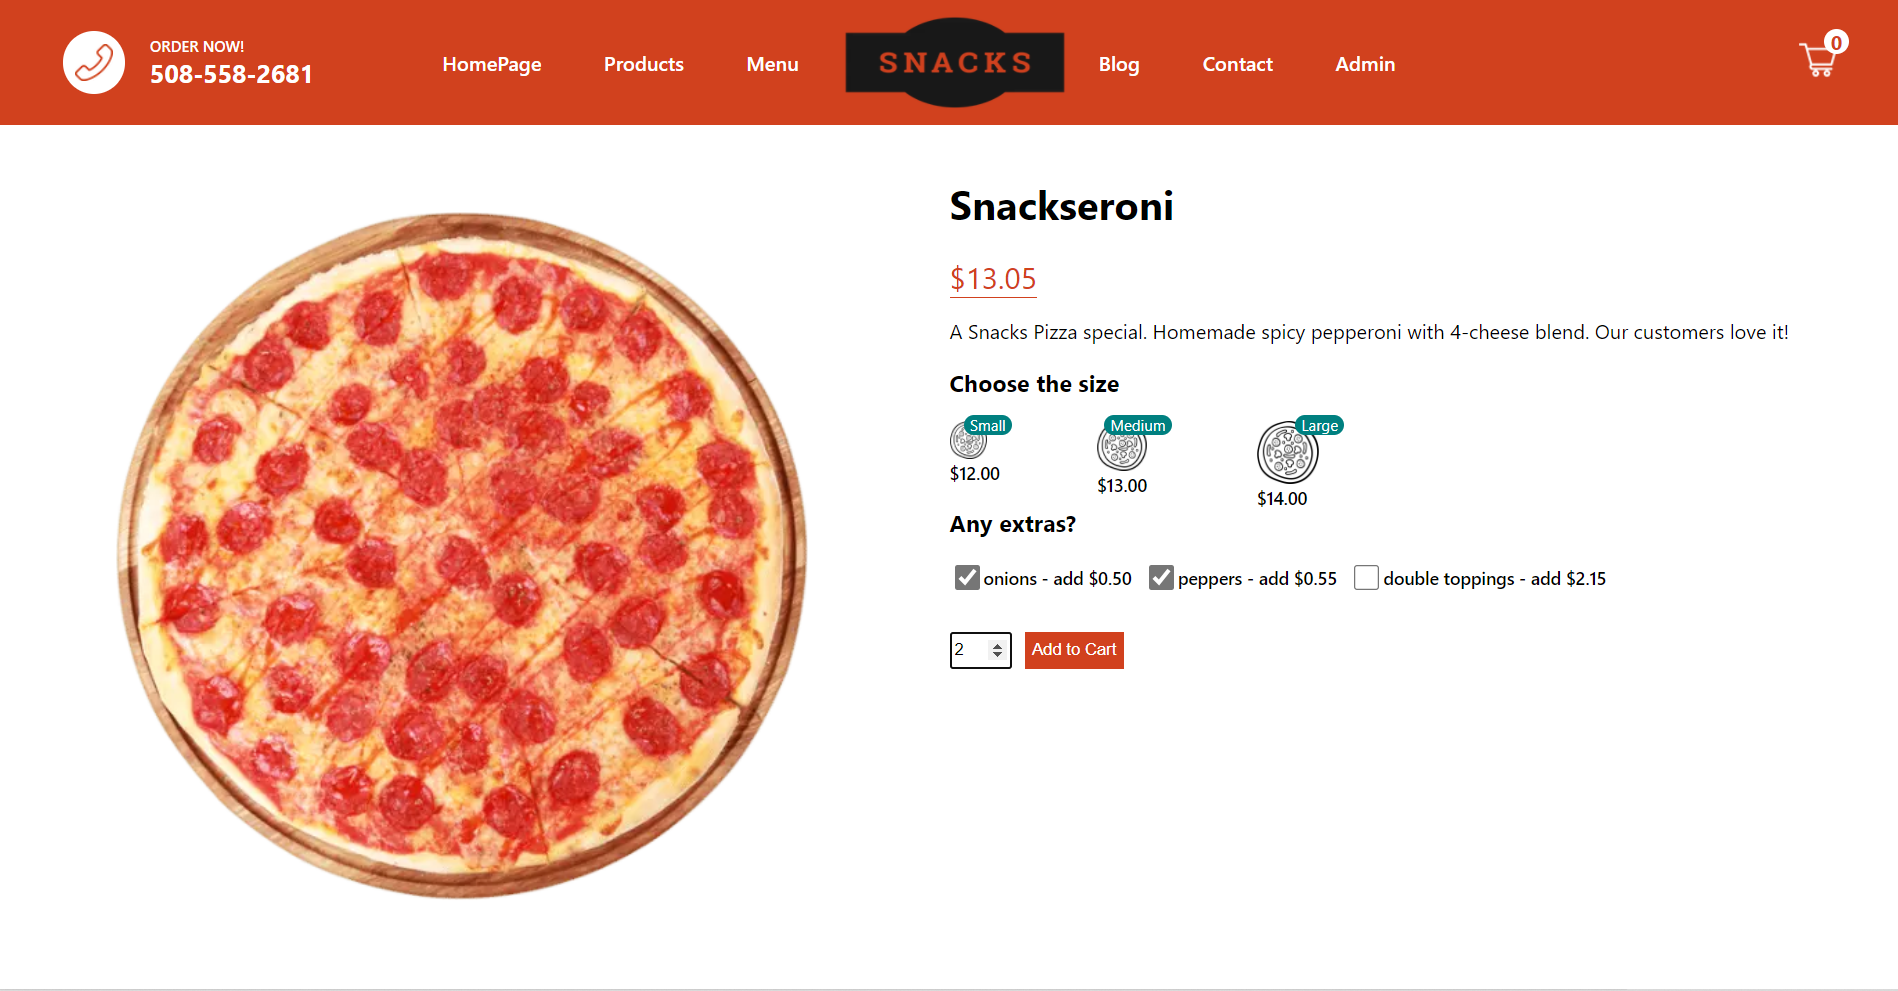 ORDER NOW!
508-558-2681
HomePage
Products
Menu
SNACKS
Blog
Contact
Admin
0
Snackseroni
$13.05
A Snacks Pizza special. Homemade spicy pepperoni with 4-cheese blend. Our customers love it!
Choose the size
Small
$12.00
Medium
$13.00
Large
$14.00
Any extras?
onions - add $0.50
peppers - add $0.55
double toppings - add $2.15
2
Add to Cart